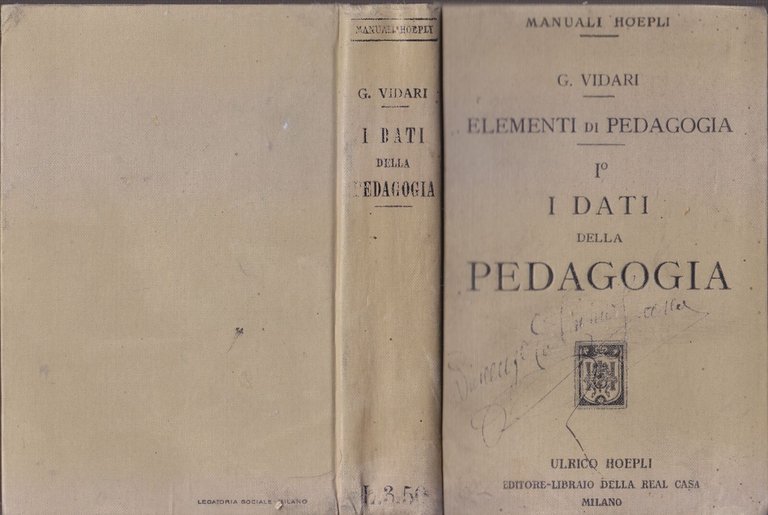 LEGATORIA SOCIALE - MILANO
MANUALI HOEPLI
G. VIDARI
I DATI
DELLA
PEDAGOGIA
L.3.50
MANUALI HOEPLI
G. VIDARI
ELEMENTI DI PEDAGOGIA
Iº
I DATI
DELLA
PEDAGOGIA
ULRICO HOEPLI
EDITORE-LIBRAIO DELLA REAL CASA
MILANO